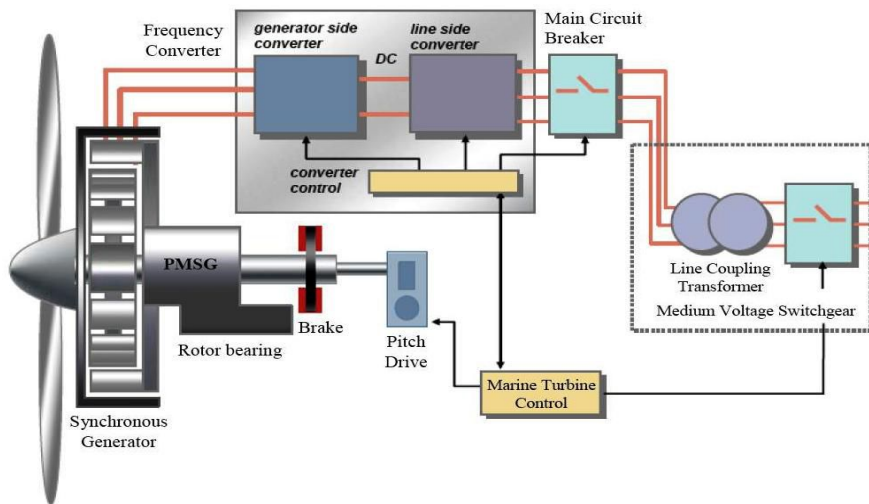 Frequency
Converter
generator side
converter
DC
line side
converter
Main Circuit
Breaker
converter
control
PMSG
Rotor bearing
Brake
Pitch
Drive
Synchronous
Generator
Marine Turbine
Control
Line Coupling
Transformer
Medium Voltage Switchgear